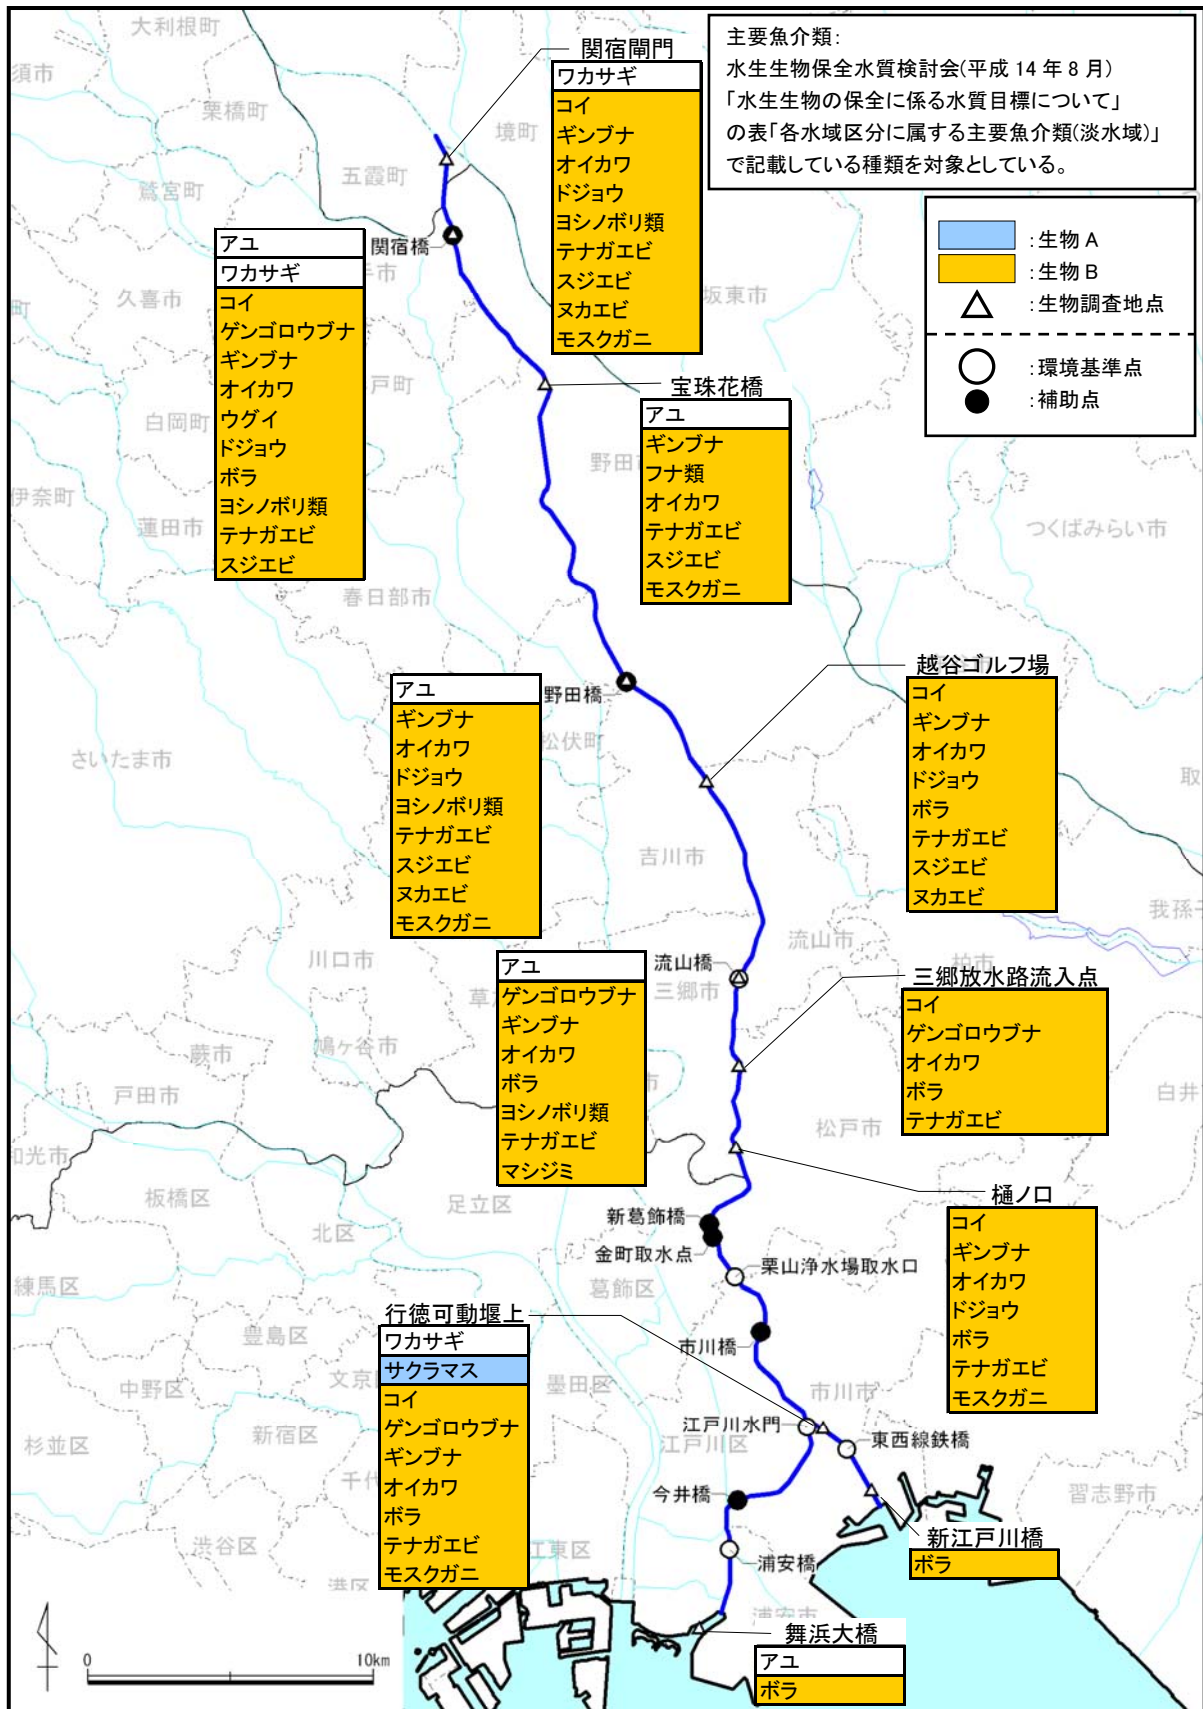 主要魚介類:
水生生物保全水質検討会(平成 14 年 8 月)
「水生生物の保全に係る水質目標について」
の表「各水域区分に属する主要魚介類(淡水域)」
で記載している種類を対象としている。
:生物 A
:生物 B
:生物調査地点
:環境基準点
:補助点
大利根町
須市
栗橋町
鷲宮町
五霞町
境町
久喜市
手市
町
坂東市
戸町
白岡町
伊奈町
蓮田市
野田市
つくばみらい市
春日部市
さいたま市
松伏町
取
吉川市
流山市
柏市
我孫子
川口市
草
三郷市
市
蕨市
鳩ヶ谷市
戸田市
白井
和光市
松戸市
板橋区
足立区
北区
練馬区
葛飾区
豊島区
中野区
文京
墨田区
市川市
新宿区
杉並区
江戸川区
千代
習志野市
渋谷区
江東区
港区
浦安市
関宿閘門
ワカサギ
コイ
ギンブナ
オイカワ
ドジョウ
ヨシノボリ類
テナガエビ
スジエビ
ヌカエビ
モスクガニ
関宿橋
アユ
ワカサギ
コイ
ゲンゴロウブナ
ギンブナ
オイカワ
ウグイ
ドジョウ
ボラ
ヨシノボリ類
テナガエビ
スジエビ
宝珠花橋
アユ
ギンブナ
フナ類
オイカワ
テナガエビ
スジエビ
モスクガニ
野田橋
アユ
ギンブナ
オイカワ
ドジョウ
ヨシノボリ類
テナガエビ
スジエビ
ヌカエビ
モスクガニ
越谷ゴルフ場
コイ
ギンブナ
オイカワ
ドジョウ
ボラ
テナガエビ
スジエビ
ヌカエビ
流山橋
アユ
ゲンゴロウブナ
ギンブナ
オイカワ
ボラ
ヨシノボリ類
テナガエビ
マシジミ
三郷放水路流入点
コイ
ゲンゴロウブナ
オイカワ
ボラ
テナガエビ
樋ノ口
コイ
ギンブナ
オイカワ
ドジョウ
ボラ
テナガエビ
モスクガニ
新葛飾橋
金町取水点
栗山浄水場取水口
市川橋
行徳可動堰上
ワカサギ
サクラマス
コイ
ゲンゴロウブナ
ギンブナ
オイカワ
ボラ
テナガエビ
モスクガニ
江戸川水門
東西線鉄橋
今井橋
浦安橋
新江戸川橋
ボラ
舞浜大橋
アユ
ボラ
0
10km